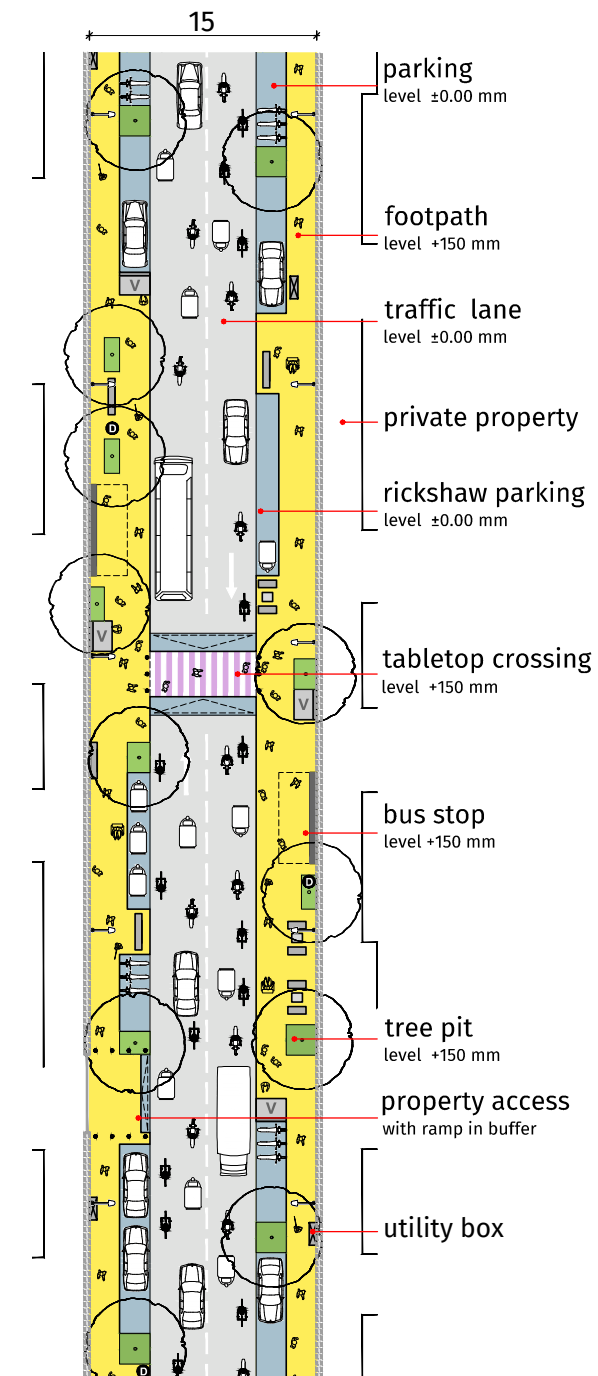 15
parking
level ±0.00 mm
footpath
level +150 mm
V
traffic lane
level ±0.00 mm
private property
D
rickshaw parking
level ±0.00 mm
V
tabletop crossing
level +150 mm
V
bus stop
level +150 mm
D
tree pit
level +150 mm
property access
with ramp in buffer
V
utility box
D